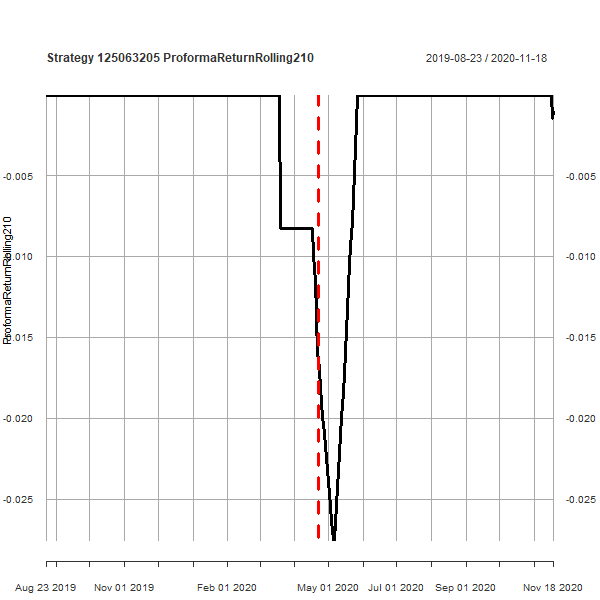 Strategy 125063205 ProformaReturnRolling210
2019-08-23 / 2020-11-18
ProformaReturnRolling210
-0.005 -0.005
-0.010 -0.010
-0.015 -0.015
-0.020 -0.020
-0.025 -0.025
Aug 23 2019 Nov 01 2019 Feb 01 2020 May 01 2020 Jul 01 2020 Sep 01 2020 Nov 18 2020